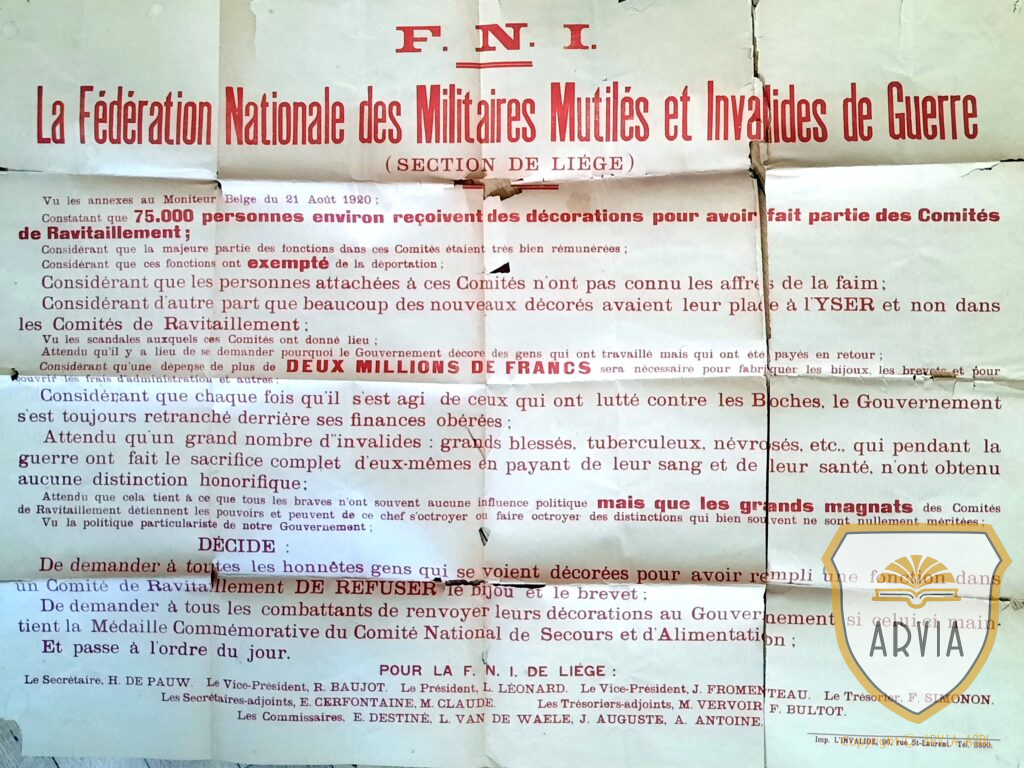 F. N. I.
La Fédération Nationale des Militaires Mutilés et Invalides de Guerre
(SECTION DE LIÉGE)
Vu les annexes au Moniteur Belge du 21 Août 1920 ;
Constatant que 75.000 personnes environ reçoivent des décorations pour avoir fait partie des Comités
de Ravitaillement ;
Considérant que la majeure partie des fonctions dans ces Comités étaient très bien rémunérées ;
Considérant que ces fonctions ont exempté de la déportation ;
Considérant que les personnes attachées à ces Comités n'ont pas connu les affres de la faim ;
Considérant d'autre part que beaucoup des nouveaux décorés avaient leur place à l'YSER et non dans
les Comités de Ravitaillement ;
Vu les scandales auxquels ces Comités ont donné lieu ;
Attendu qu'il y a lieu de se demander pourquoi le Gouvernement décore des gens qui ont travaillé mais qui ont été payés en retour ;
Considérant qu'une dépense de plus de DEUX MILLIONS DE FRANCS sera nécessaire pour fabriquer les bijoux, les brevets et pour
couvrir les frais d'administration et autres ;
Considérant que chaque fois qu'il s'est agi de ceux qui ont lutté contre les Boches, le Gouvernement
s'est toujours retranché derrière ses finances obérées ;
Attendu qu'un grand nombre d''invalides : grands blessés, tuberculeux, névrosés, etc., qui pendant la
guerre ont fait le sacrifice complet d'eux-mêmes en payant de leur sang et de leur santé, n'ont obtenu
aucune distinction honorifique;
Attendu que cela tient à ce que tous les braves n'ont souvent aucune influence politique mais que les grands magnats des Comités
de Ravitaillement détiennent les pouvoirs et peuvent de ce chef s'octroyer ou faire octroyer des distinctions qui bien souvent ne sont nullement méritées ;
Vu la politique particulariste de notre Gouvernement ;
DÉCIDE :
De demander à toutes les honnêtes gens qui se voient décorées pour avoir rempli une fonction dans
un Comité de Ravitaillement DE REFUSER le bijou et le brevet ;
De demander à tous les combattants de renvoyer leurs décorations au Gouvernement si celui-ci main-
tient la Médaille Commémorative du Comité National de Secours et d'Alimentation ;
Et passe à l'ordre du jour.
POUR LA F. N. I. DE LIÉGE :
Le Secrétaire, H. DE PAUW. Le Vice-Président, R. BAUJOT. Le Président, L. LÉONARD. Le Vice-Président, J. FROMENTEAU. Le Trésorier, F. SIMONON.
Les Secrétaires-adjoints, E. CERFONTAINE, M. CLAUDE. Les Trésoriers-adjoints, M. VERVOIR, F. BULTOT.
Les Commissaires, E. DESTINÉ, L. VAN DE WAELE, J. AUGUSTE, A. ANTOINE.
Imp. L'INVALIDE, 96, rue St-Laurent. Tél. 3890.
ARVIA
Copyright © ARVIA ASBL